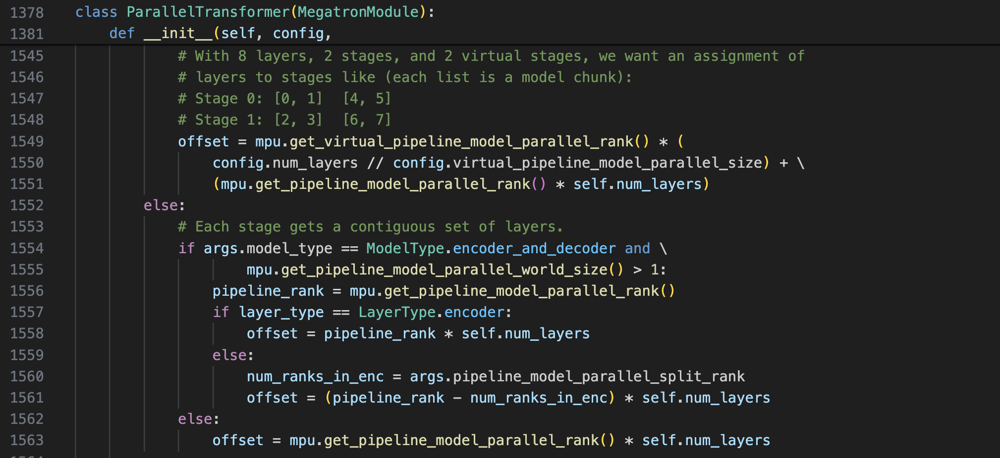 1378 class ParallelTransformer(MegatronModule):
1381     def __init__(self, config,
1545             # With 8 layers, 2 stages, and 2 virtual stages, we want an assignment of
1546             # layers to stages like (each list is a model chunk):
1547             # Stage 0: [0, 1]  [4, 5]
1548             # Stage 1: [2, 3]  [6, 7]
1549             offset = mpu.get_virtual_pipeline_model_parallel_rank() * (
1550                 config.num_layers // config.virtual_pipeline_model_parallel_size) + \
1551                 (mpu.get_pipeline_model_parallel_rank() * self.num_layers)
1552         else:
1553             # Each stage gets a contiguous set of layers.
1554             if args.model_type == ModelType.encoder_and_decoder and \
1555                     mpu.get_pipeline_model_parallel_world_size() > 1:
1556                 pipeline_rank = mpu.get_pipeline_model_parallel_rank()
1557                 if layer_type == LayerType.encoder:
1558                     offset = pipeline_rank * self.num_layers
1559                 else:
1560                     num_ranks_in_enc = args.pipeline_model_parallel_split_rank
1561                     offset = (pipeline_rank - num_ranks_in_enc) * self.num_layers
1562             else:
1563                 offset = mpu.get_pipeline_model_parallel_rank() * self.num_layers